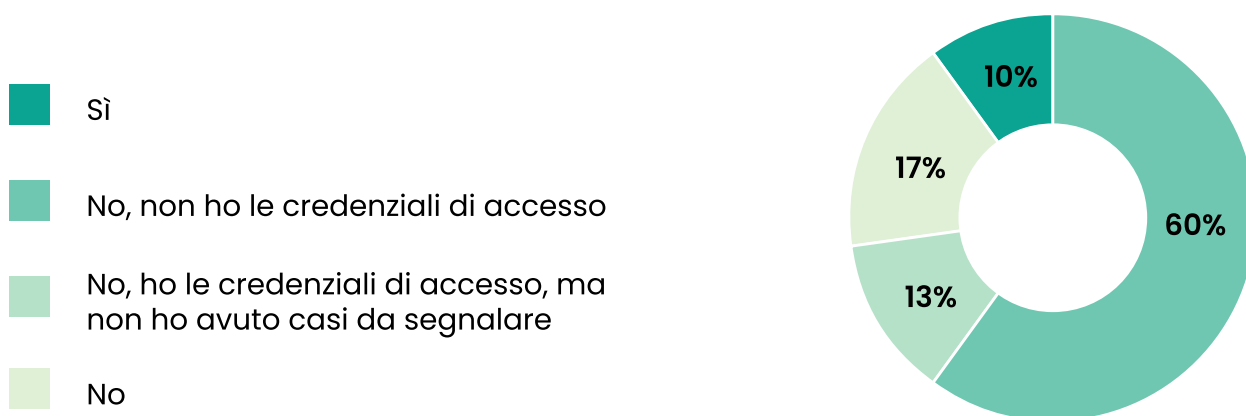 Sì
No, non ho le credenziali di accesso
No, ho le credenziali di accesso, ma
non ho avuto casi da segnalare
No
10%
17%
60%
13%